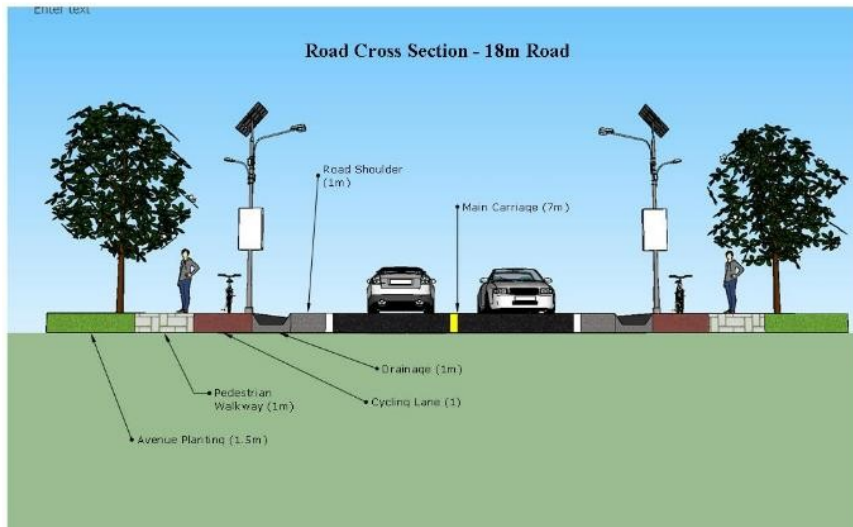 Enter text
Road Cross Section - 18m Road
Road Shoulder
(1m)
Main Carriage (7m)
Drainage (1m)
Pedestrian
Walkway (1m)
Cycling Lane (1)
Avenue Planting (1.5m)